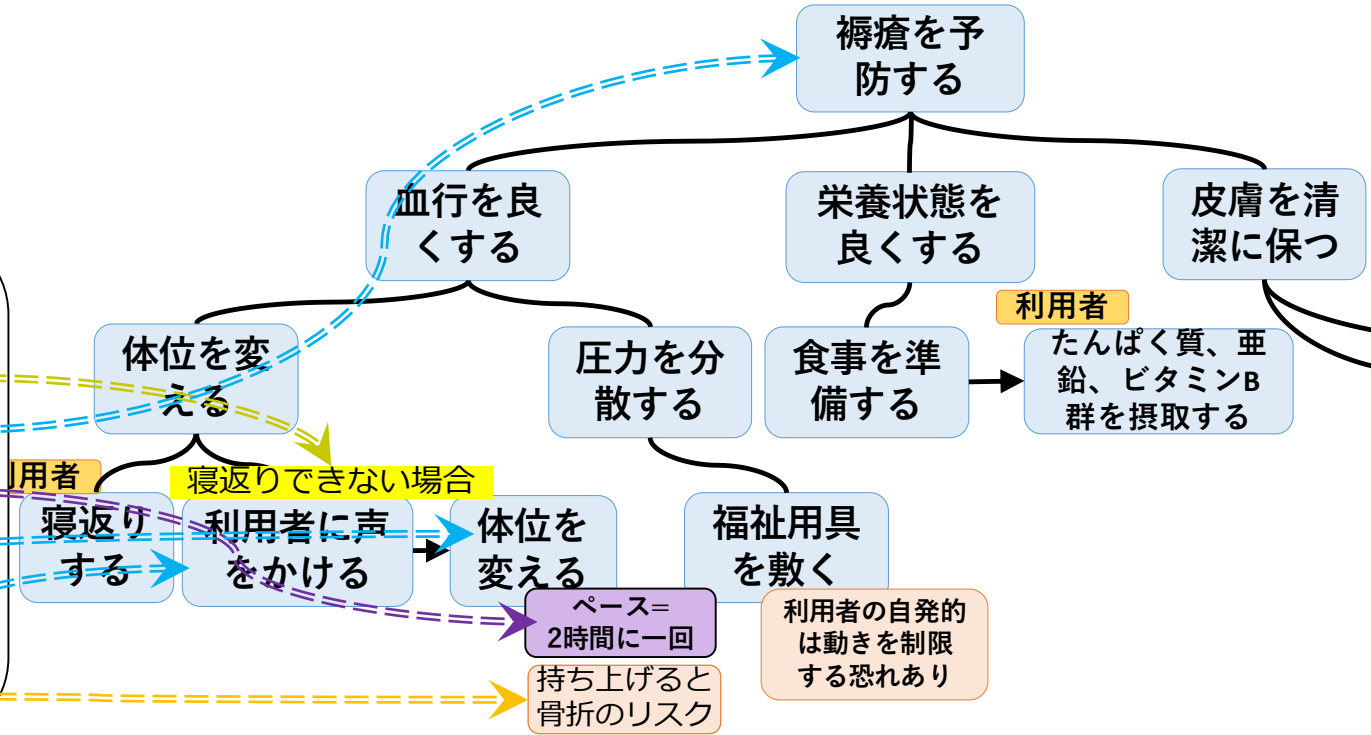 褥瘡を予
防する
血行を良
くする
栄養状態を
良くする
皮膚を清
潔に保つ
体位を変
える
圧力を分
散する
食事を準
備する
利用者
たんぱく質、亜
鉛、ビタミンB
群を摂取する
利用者
寝返り
する
寝返りできない場合
利用者に声
をかける
体位を
変える
福祉用具
を敷く
ペース=
2時間に一回
持ち上げると
骨折のリスク
利用者の自発的
は動きを制限
する恐れあり